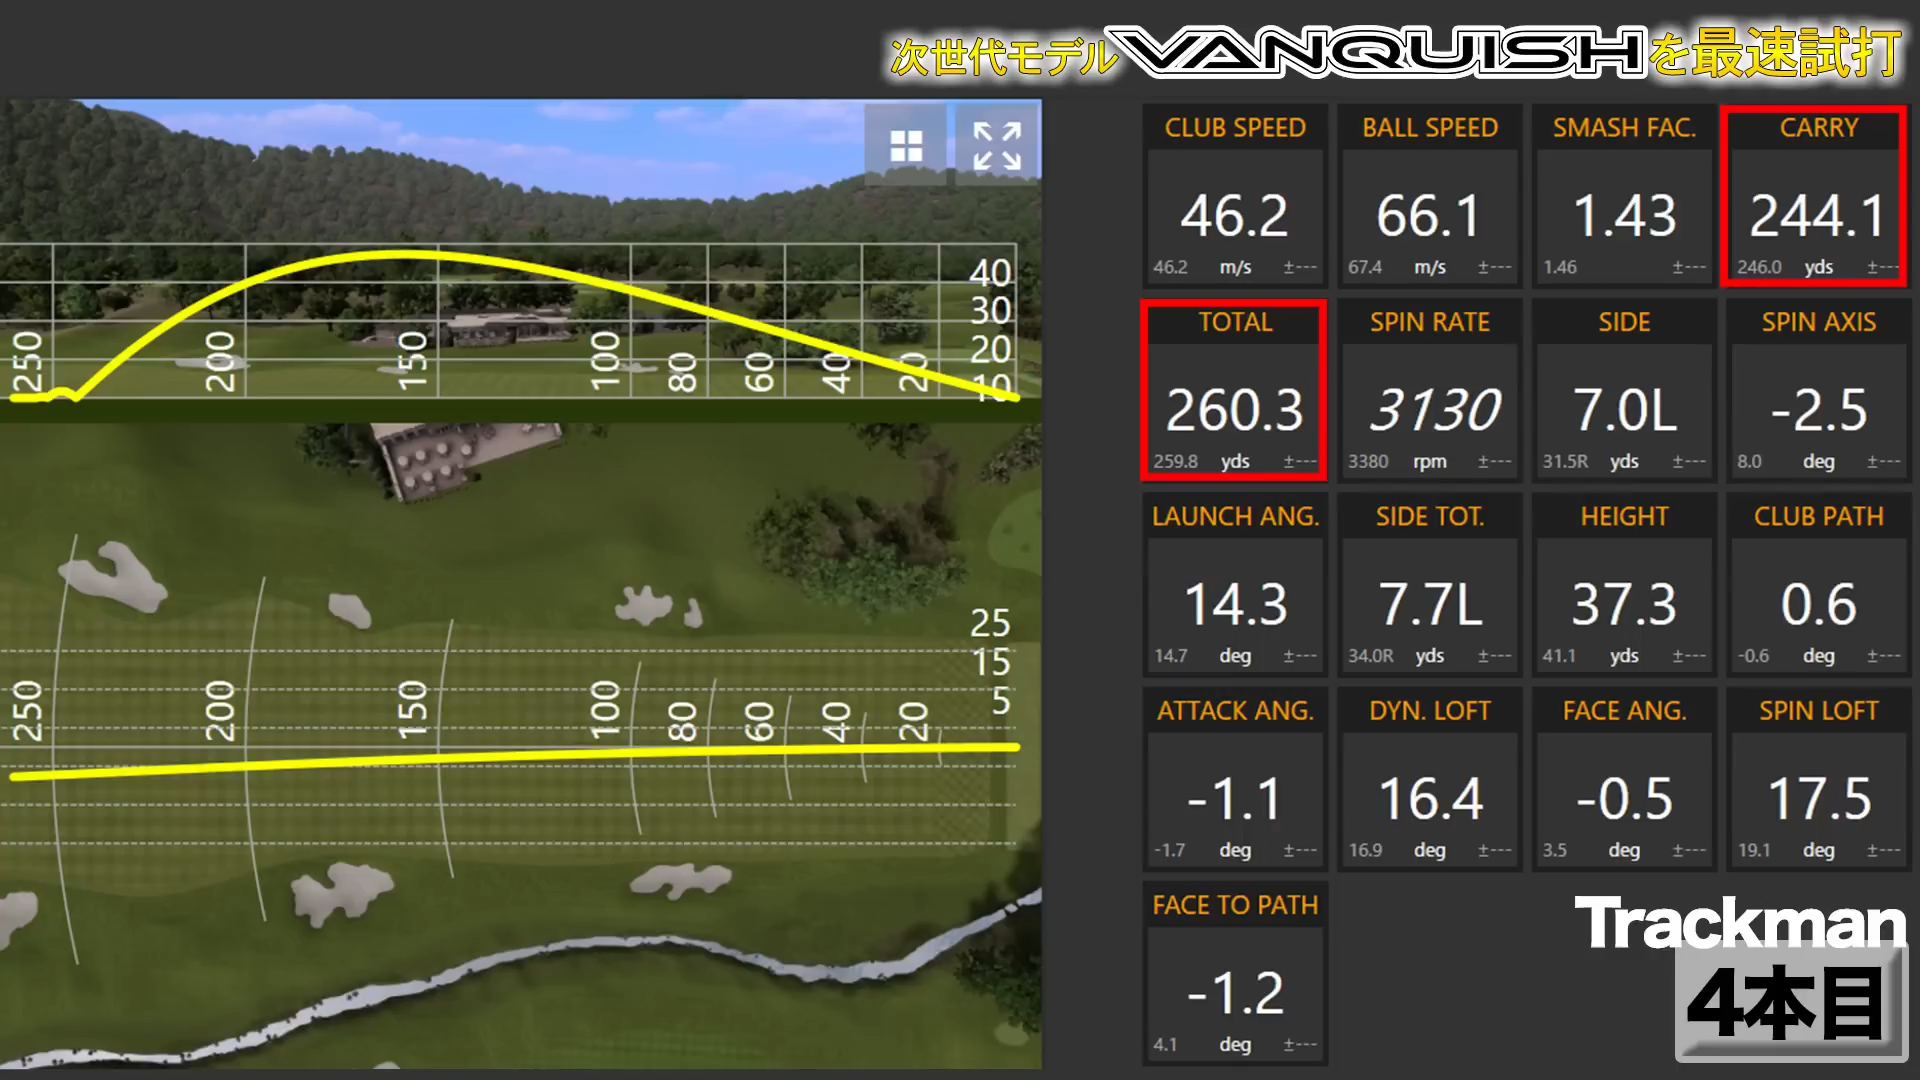 次世代モデルVANQUISHを最速試打
40
30
20
10
250 200 150 100 80 60 40 20
25
15
5
250 200 150 100 80 60 40 20
CLUB SPEED
46.2
46.2 m/s ±---
BALL SPEED
66.1
67.4 m/s ±---
SMASH FAC.
1.43
1.46 ±---
CARRY
244.1
246.0 yds ±---
TOTAL
260.3
259.8 yds ±---
SPIN RATE
3130
3380 rpm ±---
SIDE
7.0L
31.5R yds ±---
SPIN AXIS
-2.5
8.0 deg ±---
LAUNCH ANG.
14.3
14.7 deg ±---
SIDE TOT.
7.7L
34.0R yds ±---
HEIGHT
37.3
41.1 yds ±---
CLUB PATH
0.6
-0.6 deg ±---
ATTACK ANG.
-1.1
-1.7 deg ±---
DYN. LOFT
16.4
16.9 deg ±---
FACE ANG.
-0.5
3.5 deg ±---
SPIN LOFT
17.5
19.1 deg ±---
FACE TO PATH
-1.2
4.1 deg ±---
Trackman
4本目